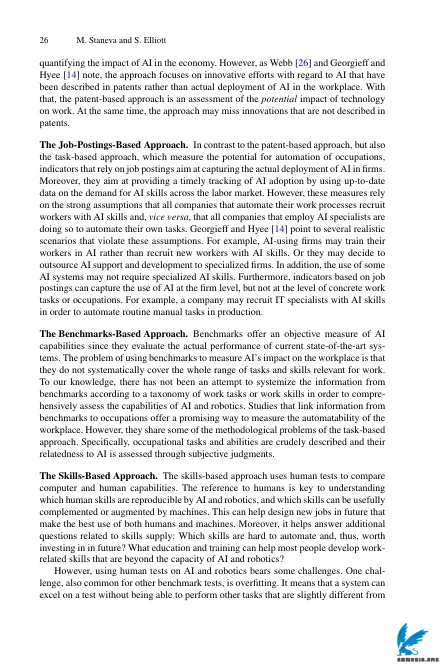 26 M. Staneva and S. Elliott
quantifying the impact of AI in the economy. However, as Webb [26] and Georgieff and
Hyee [14] note, the approach focuses on innovative efforts with regard to AI that have
been described in patents rather than actual deployment of AI in the workplace. With
that, the patent-based approach is an assessment of the potential impact of technology
on work. At the same time, the approach may miss innovations that are not described in
patents.
The Job-Postings-Based Approach. In contrast to the patent-based approach, but also
the task-based approach, which measure the potential for automation of occupations,
indicators that rely on job postings aim at capturing the actual deployment of AI in firms.
Moreover, they aim at providing a timely tracking of AI adoption by using up-to-date
data on the demand for AI skills across the labor market. However, these measures rely
on the strong assumptions that all companies that automate their work processes recruit
workers with AI skills and, vice versa, that all companies that employ AI specialists are
doing so to automate their own tasks. Georgieff and Hyee [14] point to several realistic
scenarios that violate these assumptions. For example, AI-using firms may train their
workers in AI rather than recruit new workers with AI skills. Or they may decide to
outsource AI support and development to specialized firms. In addition, the use of some
AI systems may not require specialized AI skills. Furthermore, indicators based on job
postings can capture the use of AI at the firm level, but not at the level of concrete work
tasks or occupations. For example, a company may recruit IT specialists with AI skills
in order to automate routine manual tasks in production.
The Benchmarks-Based Approach. Benchmarks offer an objective measure of AI
capabilities since they evaluate the actual performance of current state-of-the-art sys-
tems. The problem of using benchmarks to measure AI's impact on the workplace is that
they do not systematically cover the whole range of tasks and skills relevant for work.
To our knowledge, there has not been an attempt to systemize the information from
benchmarks according to a taxonomy of work tasks or work skills in order to compre-
hensively assess the capabilities of AI and robotics. Studies that link information from
benchmarks to occupations offer a promising way to measure the automatability of the
workplace. However, they share some of the methodological problems of the task-based
approach. Specifically, occupational tasks and abilities are crudely described and their
relatedness to AI is assessed through subjective judgments.
The Skills-Based Approach. The skills-based approach uses human tests to compare
computer and human capabilities. The reference to humans is key to understanding
which human skills are reproducible by AI and robotics, and which skills can be usefully
complemented or augmented by machines. This can help design new jobs in future that
make the best use of both humans and machines. Moreover, it helps answer additional
questions related to skills supply: Which skills are hard to automate and, thus, worth
investing in in future? What education and training can help most people develop work-
related skills that are beyond the capacity of AI and robotics?
However, using human tests on AI and robotics bears some challenges. One chal-
lenge, also common for other benchmark tests, is overfitting. It means that a system can
excel on a test without being able to perform other tasks that are slightly different from